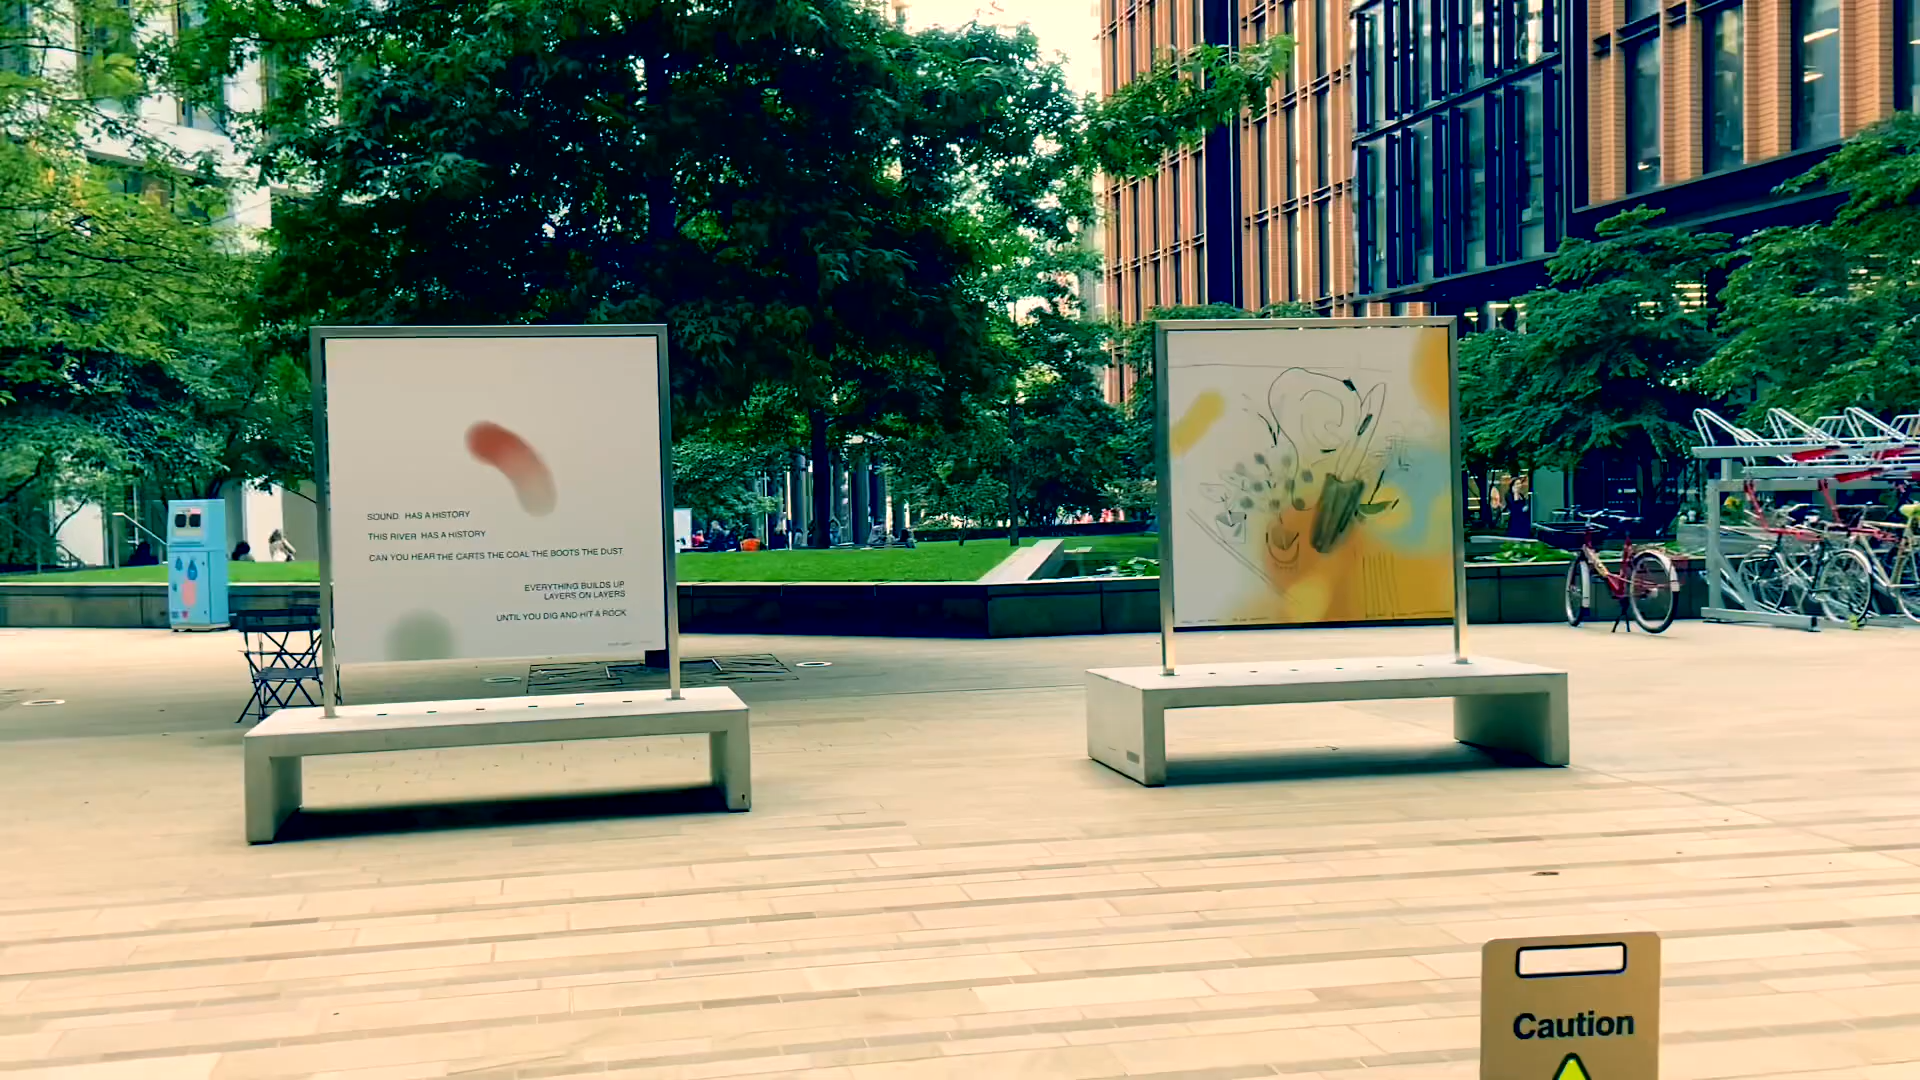 SOUND HAS A HISTORY
THIS RIVER HAS A HISTORY
CAN YOU HEAR THE CARTS THE COAL THE BOOTS THE DUST
EVERYTHING BUILDS UP
LAYERS ON LAYERS
UNTIL YOU DIG AND HIT A ROCK
Caution